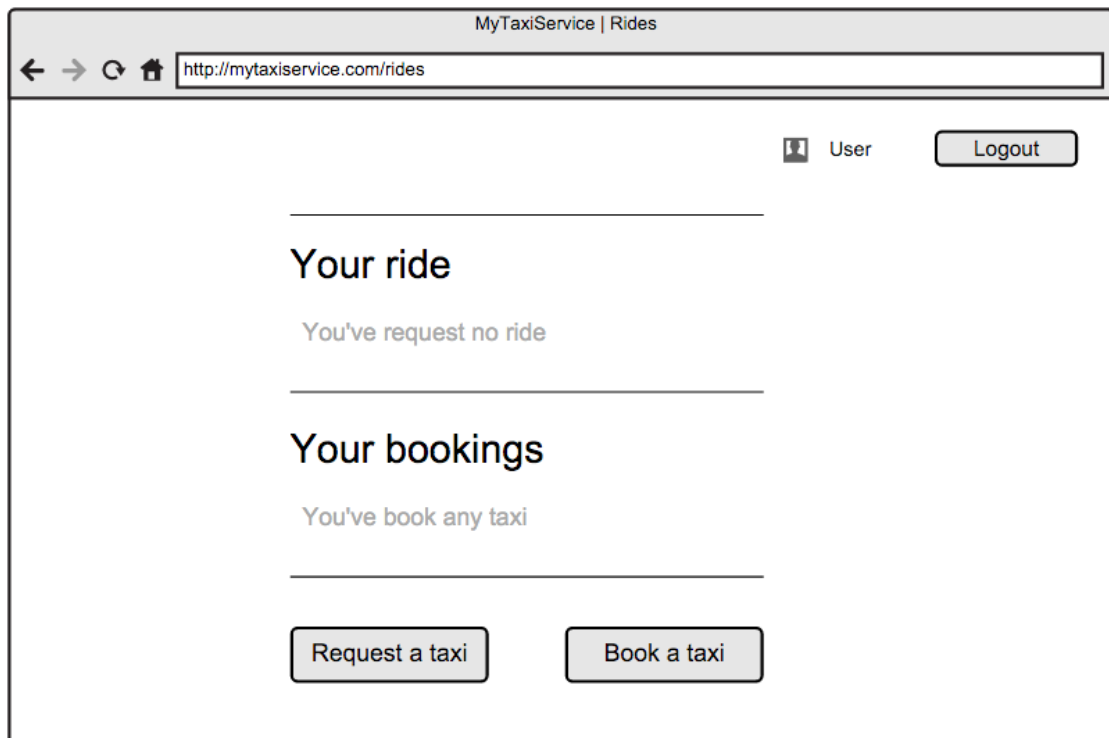 MyTaxiService | Rides
http://mytaxiservice.com/rides
User
Logout
Your ride
You've request no ride
Your bookings
You've book any taxi
Request a taxi
Book a taxi